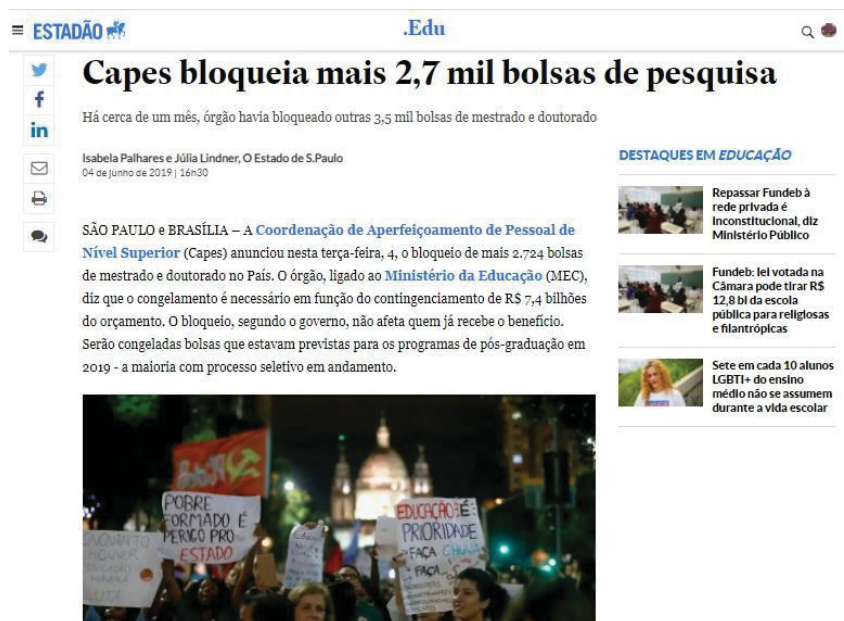 ESTADÃO
.Edu
Capes bloqueia mais 2,7 mil bolsas de pesquisa
Há cerca de um mês, órgão havia bloqueado outras 3,5 mil bolsas de mestrado e doutorado
Isabela Palhares e Júlia Lindner, O Estado de S.Paulo
04 de junho de 2019 | 16h30
SÃO PAULO e BRASÍLIA – A Coordenação de Aperfeiçoamento de Pessoal de
Nível Superior (Capes) anunciou nesta terça-feira, 4, o bloqueio de mais 2.724 bolsas
de mestrado e doutorado no País. O órgão, ligado ao Ministério da Educação (MEC),
diz que o congelamento é necessário em função do contingenciamento de R$ 7,4 bilhões
do orçamento. O bloqueio, segundo o governo, não afeta quem já recebe o benefício.
Serão congeladas bolsas que estavam previstas para os programas de pós-graduação em
2019 - a maioria com processo seletivo em andamento.
DESTAQUES EM EDUCAÇÃO
Repassar Fundeb à
rede privada é
inconstitucional, diz
Ministério Público
Fundeb: lei votada na
Câmara pode tirar R$
12,8 bi da escola
pública para religiosas
e filantrópicas
Sete em cada 10 alunos
LGBTI+ do ensino
médio não se assumem
durante a vida escolar
POBRE
FORMADO É
PERIGO PRO
ESTADO
ENQUANTO
HOUVER
EDUCAÇÃO
HAVERÁ
LUTA
EDUCAÇÃO É
PRIORIDADE
FAÇA CHUVA
FAÇA